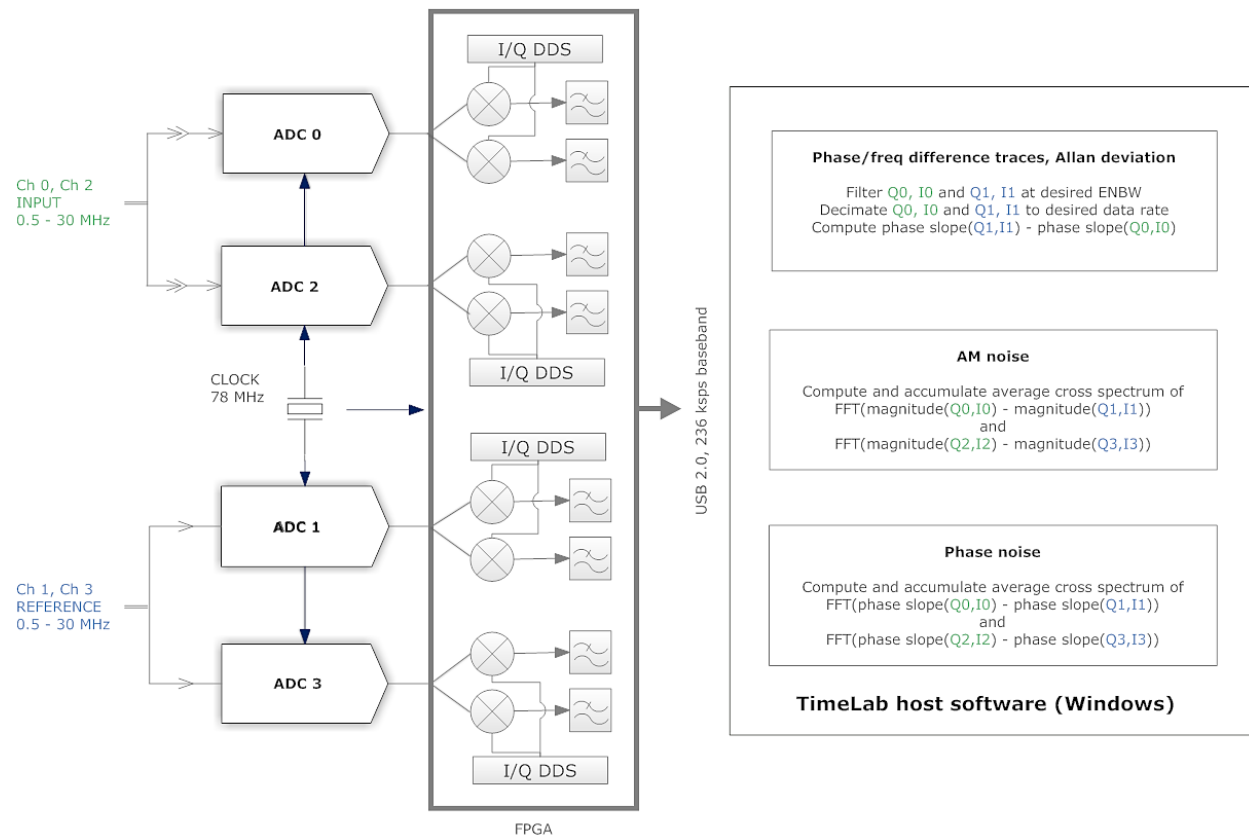 I/Q DDS
ADC 0
Ch 0, Ch 2
INPUT
0.5 - 30 MHz
ADC 2
I/Q DDS
CLOCK
78 MHz
I/Q DDS
ADC 1
Ch 1, Ch 3
REFERENCE
0.5 - 30 MHz
ADC 3
I/Q DDS
FPGA
USB 2.0, 236 ksps baseband
Phase/freq difference traces, Allan deviation
Filter Q0, I0 and Q1, I1 at desired ENBW
Decimate Q0, I0 and Q1, I1 to desired data rate
Compute phase slope(Q1,I1) - phase slope(Q0,I0)
AM noise
Compute and accumulate average cross spectrum of
FFT(magnitude(Q0,I0) - magnitude(Q1,I1))
and
FFT(magnitude(Q2,I2) - magnitude(Q3,I3))
Phase noise
Compute and accumulate average cross spectrum of
FFT(phase slope(Q0,I0) - phase slope(Q1,I1))
and
FFT(phase slope(Q2,I2) - phase slope(Q3,I3))
TimeLab host software (Windows)